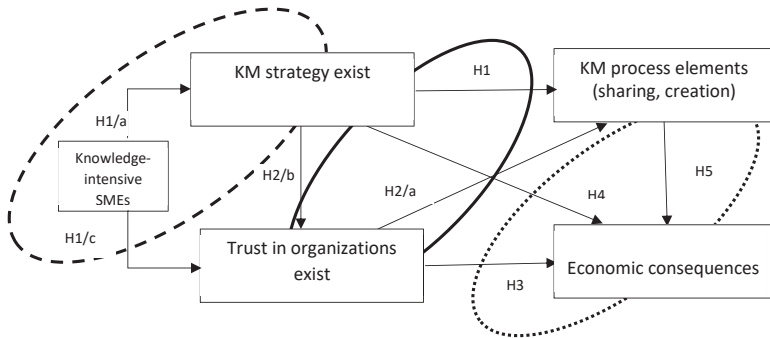 KM strategy exist
H1
KM process elements
(sharing, creation)
H1/a
Knowledge-
intensive
SMEs
H2/b
H2/a
H4
H5
H1/c
Trust in organizations
exist
H3
Economic consequences